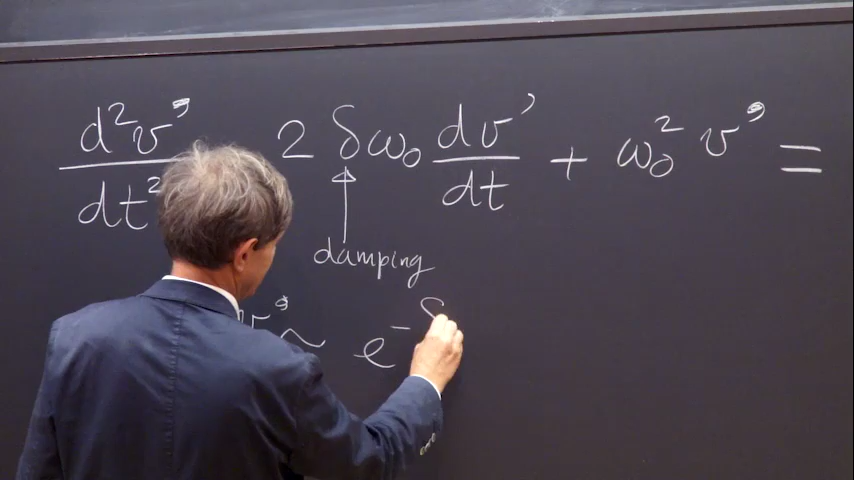 d²v’ 2 δω₀ dv’ + ω₀² v’ =
dt² dt
damping
v’ ~ e⁻